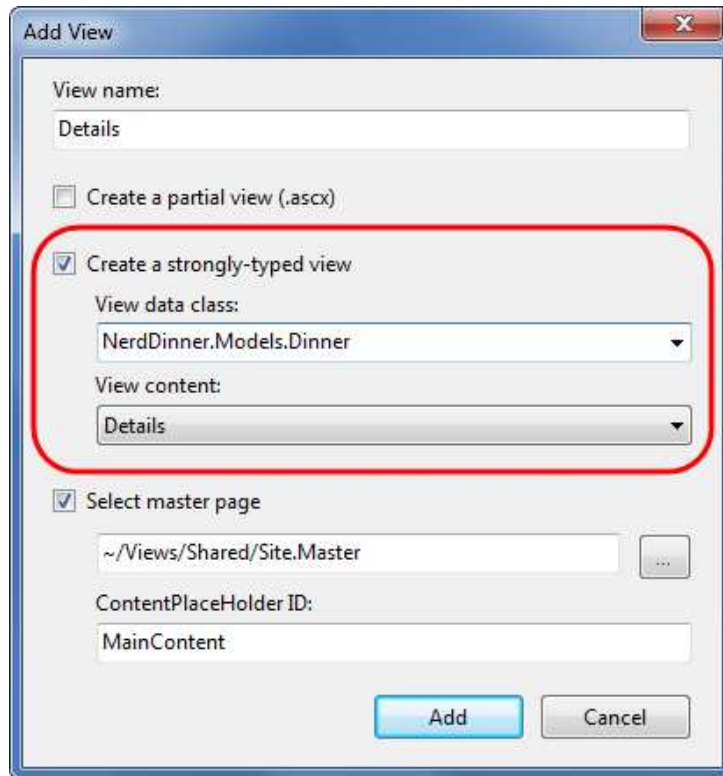 Add View
View name:
Details
Create a partial view (.ascx)
Create a strongly-typed view
View data class:
NerdDinner.Models.Dinner
View content:
Details
Select master page
~/Views/Shared/Site.Master
...
ContentPlaceHolder ID:
MainContent
Add
Cancel